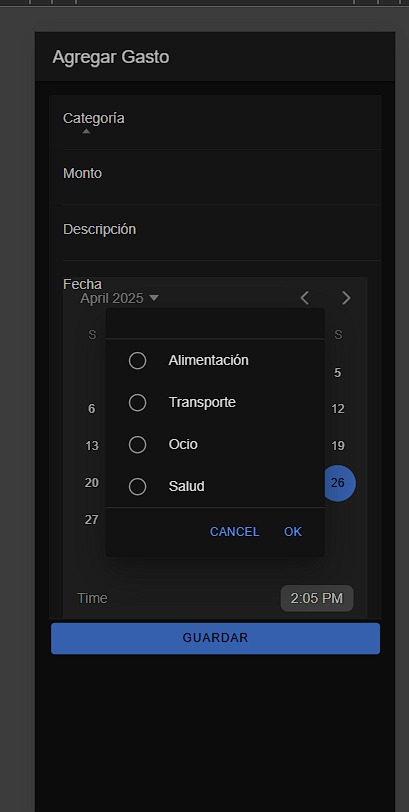 Agregar Gasto
Categoría
Monto
Descripción
Fecha
April 2025
S S
Alimentación
5
Transporte
6 12
Ocio
13 19
Salud
20 26
27
CANCEL OK
Time 2:05 PM
GUARDAR